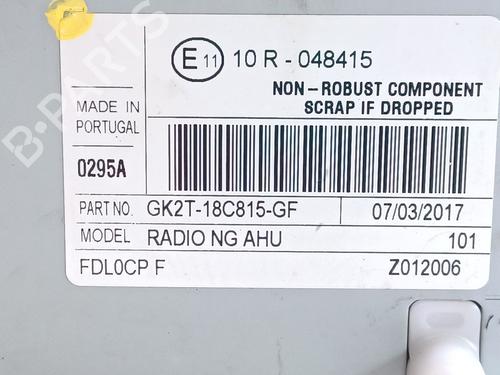 E 11 10 R - 048415
NON - ROBUST COMPONENT
SCRAP IF DROPPED
MADE IN
PORTUGAL
0295A
PART NO. GK2T-18C815-GF 07/03/2017
MODEL RADIO NG AHU 101
FDL0CP F Z012006
B-PARTS